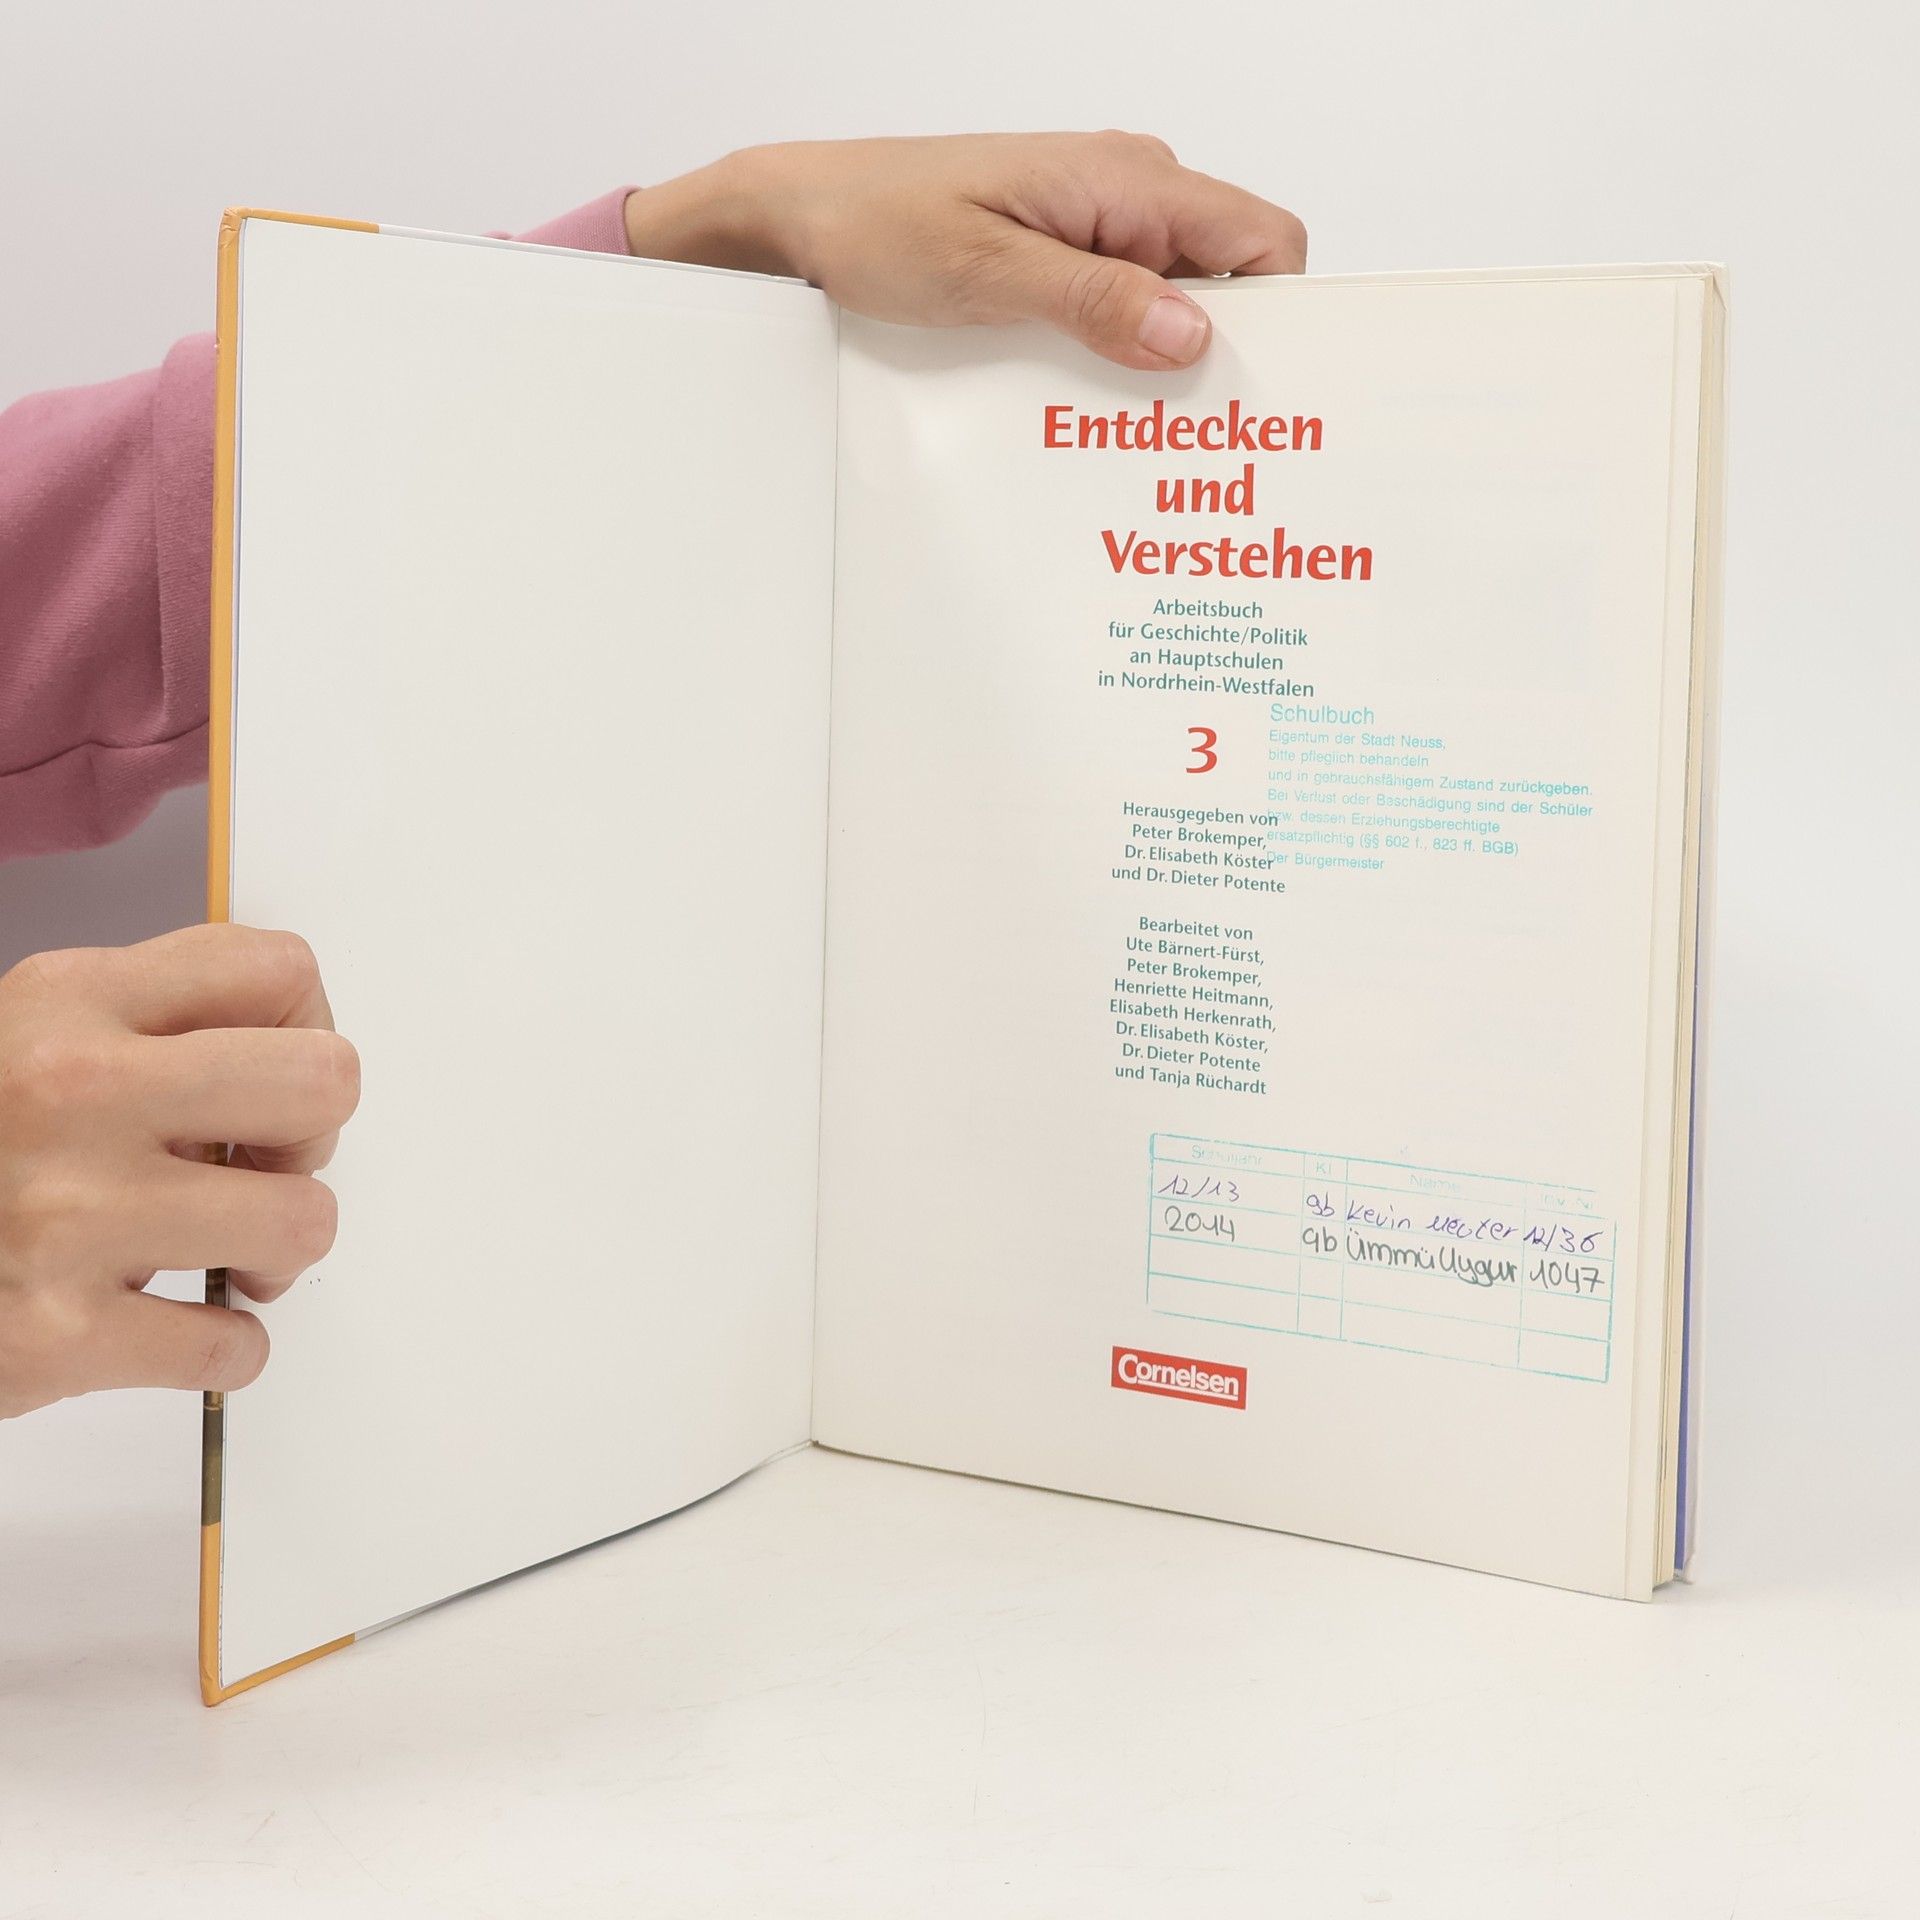 Entdecken
und
Verstehen
Arbeitsbuch
für Geschichte/Politik
an Hauptschulen
in Nordrhein-Westfalen
3
Schulbuch
Eigentum der Stadt Neuss,
bitte pfleglich behandeln
und in gebrauchsfähigem Zustand zurückgeben.
Bei Verlust oder Beschädigung sind der Schüler
bzw. dessen Erziehungsberechtigte
ersatzpflichtig (§§ 602 f., 823 ff. BGB)
Der Bürgermeister
Herausgegeben von
Peter Brokemper,
Dr. Elisabeth Köster
und Dr. Dieter Potente
Bearbeitet von
Ute Bärnert-Fürst,
Peter Brokemper,
Henriette Heitmann,
Elisabeth Herkenrath,
Dr. Elisabeth Köster,
Dr. Dieter Potente
und Tanja Rüchardt
Schuljahr Kl Name
12/13 9b Kevin 12/36
2014 9b 1047
Cornelsen